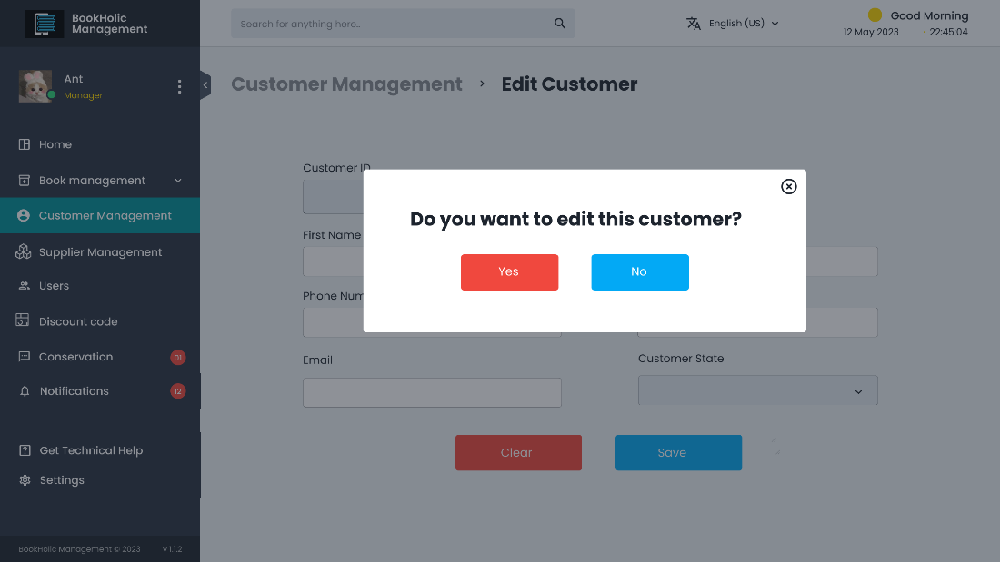 BookHolic
Management
Search for anything here..
English (US)
Good Morning
12 May 2023
22:45:04
Ant
Manager
Customer Management
Edit Customer
Home
Book management
Customer Management
Supplier Management
Users
Discount code
Conservation
01
Notifications
12
Get Technical Help
Settings
BookHolic Management © 2023
v 1.1.2
Customer ID
First Name
Phone Num
Email
Customer State
Clear
Save
Do you want to edit this customer?
Yes
No